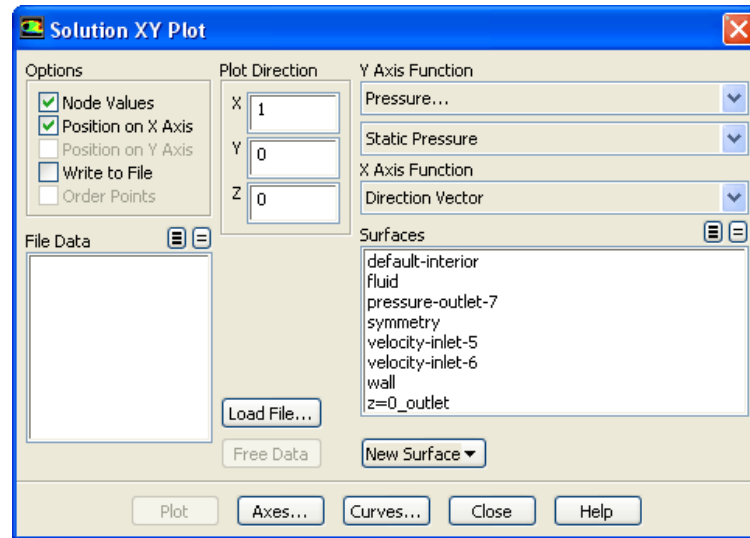 Solution XY Plot
Options
Node Values
Position on X Axis
Position on Y Axis
Write to File
Order Points
Plot Direction
X 1
Y 0
Z 0
Y Axis Function
Pressure...
Static Pressure
X Axis Function
Direction Vector
File Data
Surfaces
default-interior
fluid
pressure-outlet-7
symmetry
velocity-inlet-5
velocity-inlet-6
wall
z=0_outlet
Load File...
Free Data
New Surface
Plot
Axes...
Curves...
Close
Help